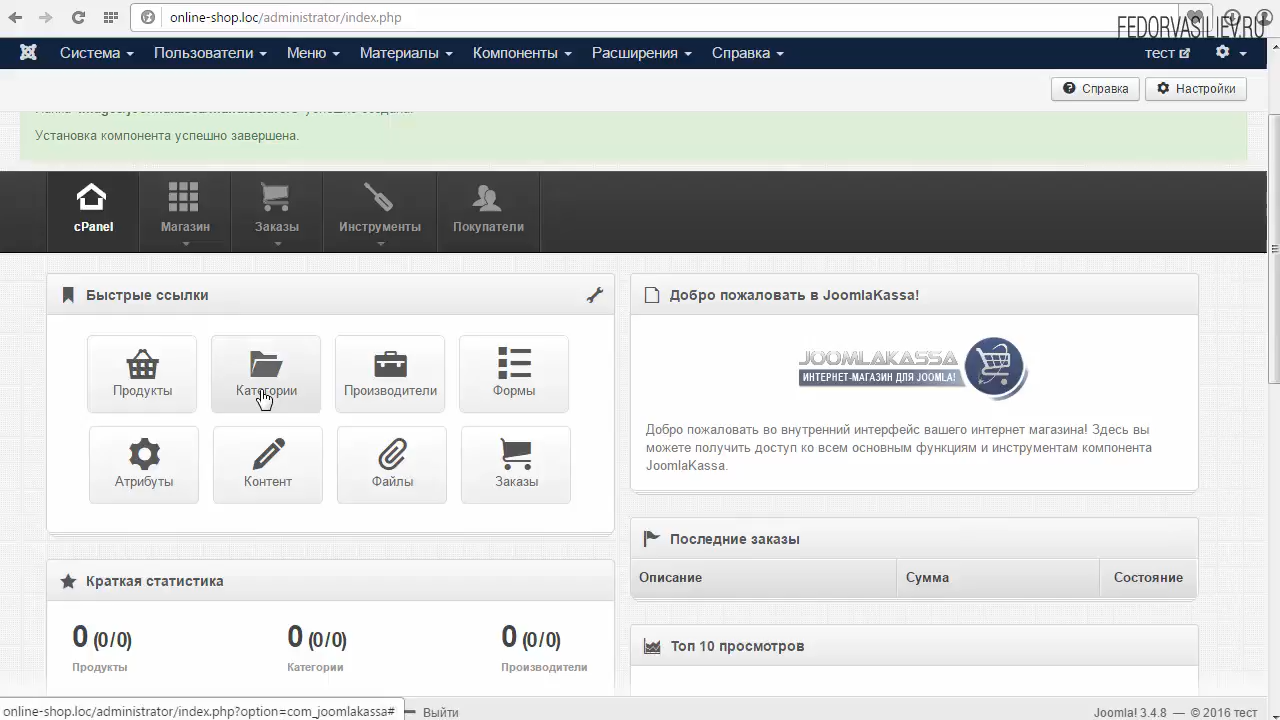 online-shop.loc/administrator/index.php
FEDORVASILIEV.RU
Система Пользователи Меню Материалы Компоненты Расширения Справка тест
Справка Настройки
Установка компонента успешно завершена.
cPanel Магазин Заказы Инструменты Покупатели
Быстрые ссылки
Продукты Категории Производители Формы
Атрибуты Контент Файлы Заказы
Краткая статистика
0 (0/0) 0 (0/0) 0 (0/0)
Продукты Категории Производители
Добро пожаловать в JoomlaKassa!
JOOMLAKASSA
ИНТЕРНЕТ-МАГАЗИН ДЛЯ JOOMLA!
Добро пожаловать во внутренний интерфейс вашего интернет магазина! Здесь вы
можете получить доступ ко всем основным функциям и инструментам компонента
JoomlaKassa.
Последние заказы
Описание Сумма Состояние
Топ 10 просмотров
online-shop.loc/administrator/index.php?option=com_joomlakassa#
Выйти
Joomla! 3.4.8 — © 2016 тест